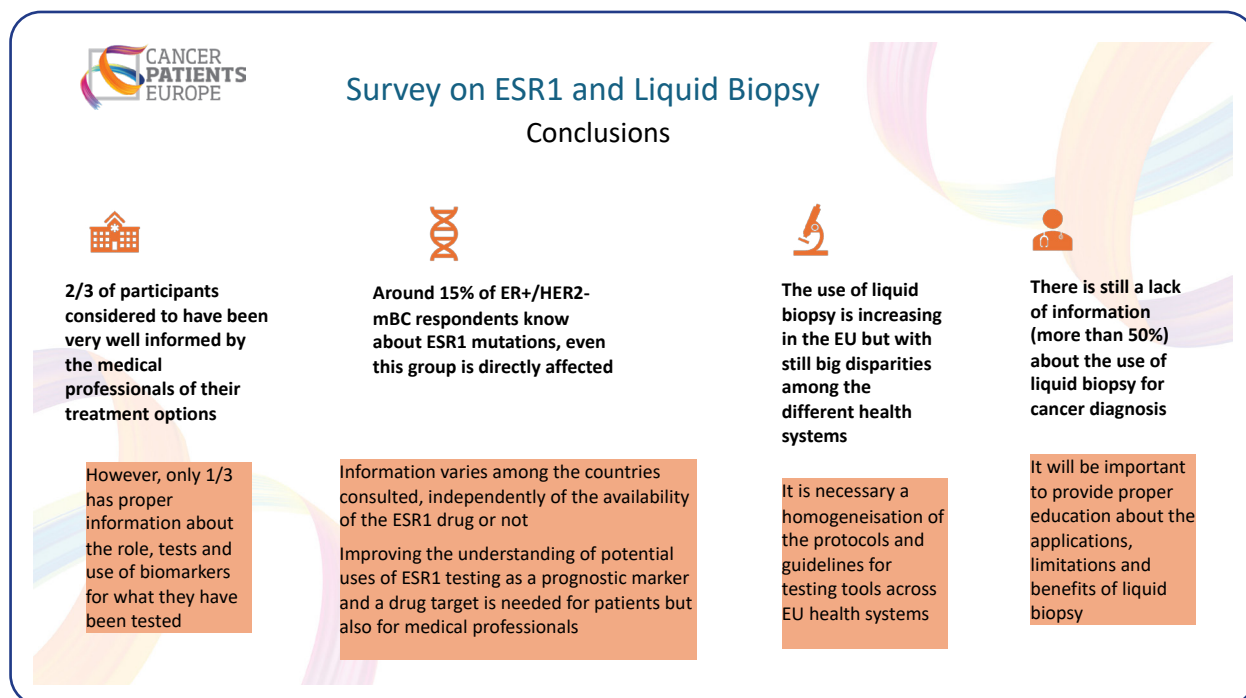 CANCER
PATIENTS
EUROPE
Survey on ESR1 and Liquid Biopsy
Conclusions
2/3 of participants
considered to have been
very well informed by
the medical
professionals of their
treatment options
However, only 1/3
has proper
information about
the role, tests and
use of biomarkers
for what they have
been tested
Around 15% of ER+/HER2-
mBC respondents know
about ESR1 mutations, even
this group is directly affected
Information varies among the countries
consulted, independently of the availability
of the ESR1 drug or not
Improving the understanding of potential
uses of ESR1 testing as a prognostic marker
and a drug target is needed for patients but
also for medical professionals
The use of liquid
biopsy is increasing
in the EU but with
still big disparities
among the
different health
systems
It is necessary a
homogeneisation of
the protocols and
guidelines for
testing tools across
EU health systems
There is still a lack
of information
(more than 50%)
about the use of
liquid biopsy for
cancer diagnosis
It will be important
to provide proper
education about the
applications,
limitations and
benefits of liquid
biopsy